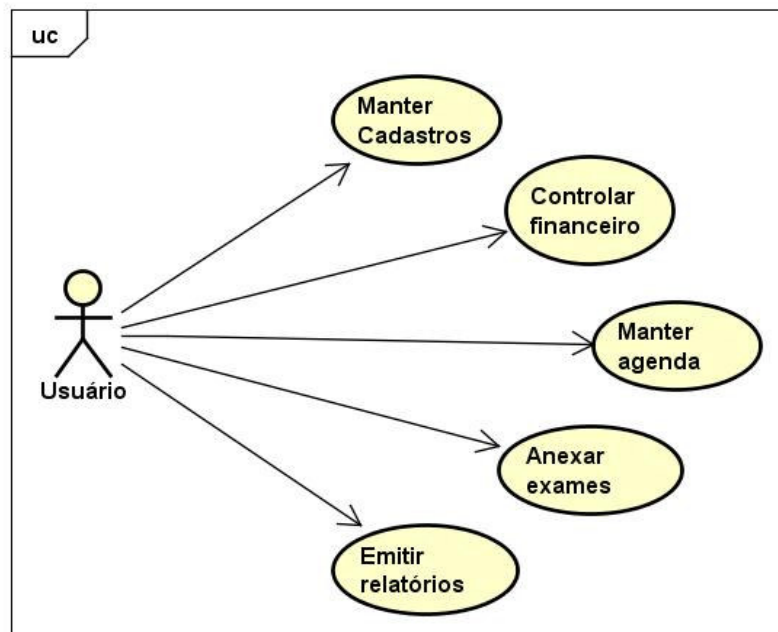 uc
Manter
Cadastros
Controlar
financeiro
Manter
agenda
Usuário
Anexar
exames
Emitir
relatórios